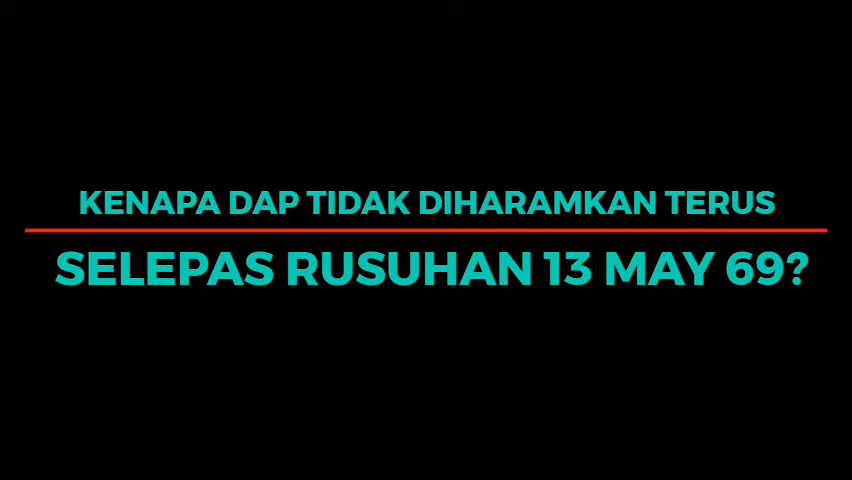 KENAPA DAP TIDAK DIHARAMKAN TERUS
SELEPAS RUSUHAN 13 MAY 69?